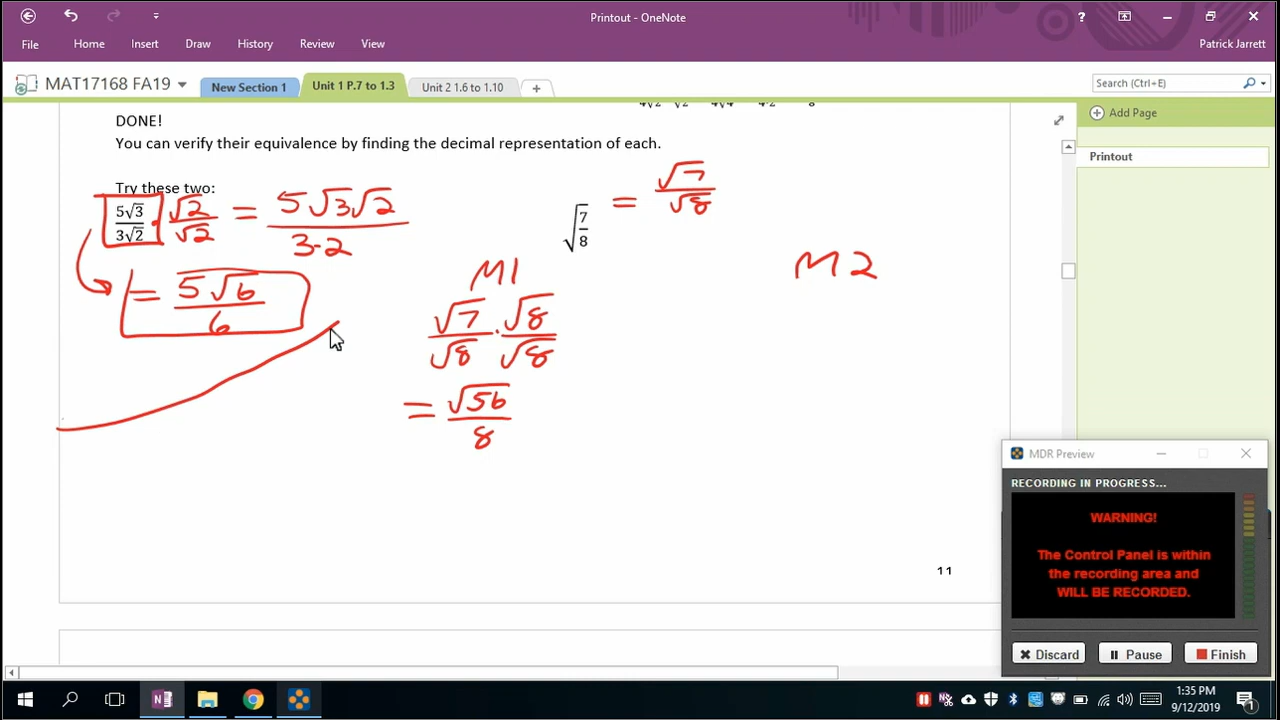 Printout - OneNote
?
File Home Insert Draw History Review View
Patrick Jarrett
MAT17168 FA19
New Section 1
Unit 1 P.7 to 1.3
Unit 2 1.6 to 1.10
+
Search (Ctrl+E)
Add Page
Printout
DONE!
You can verify their equivalence by finding the decimal representation of each.
Try these two:
5√3/3√2 · √2/√2 = 5√3√2/3·2
= 5√6/6
√7/8 = √7/√8
M1
√7/√8 · √8/√8
= √56/8
M2
11
MDR Preview
RECORDING IN PROGRESS...
WARNING!
The Control Panel is within
the recording area and
WILL BE RECORDED.
Discard
Pause
Finish
1:35 PM
9/12/2019
1